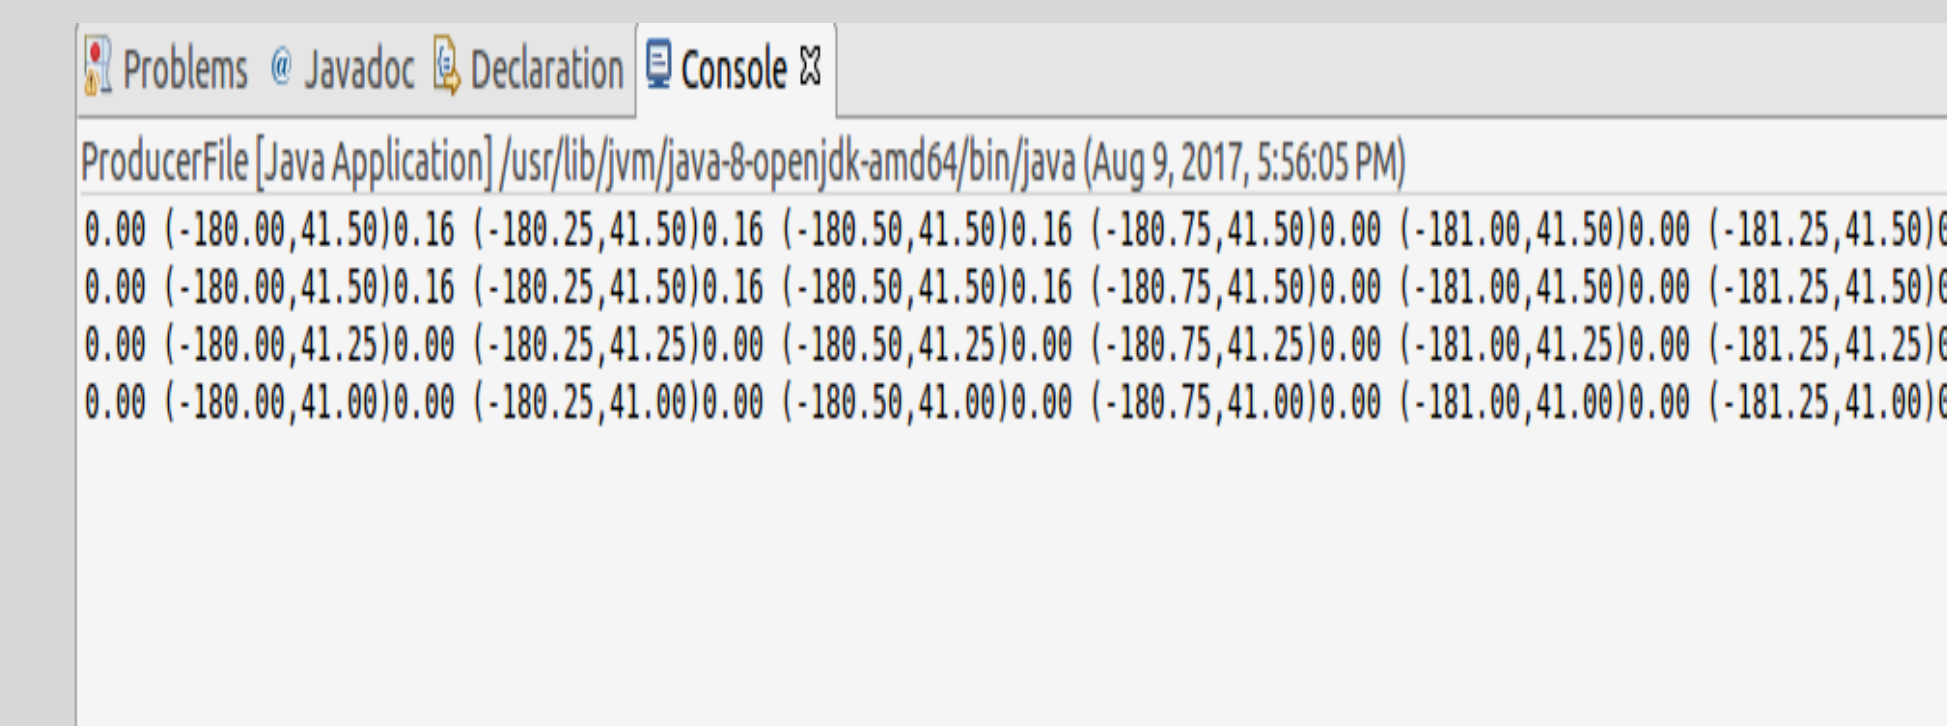 Problems @ Javadoc Declaration Console
ProducerFile [Java Application] /usr/lib/jvm/java-8-openjdk-amd64/bin/java (Aug 9, 2017, 5:56:05 PM)
0.00 (-180.00,41.50)0.16 (-180.25,41.50)0.16 (-180.50,41.50)0.16 (-180.75,41.50)0.00 (-181.00,41.50)0.00 (-181.25,41.50)0
0.00 (-180.00,41.50)0.16 (-180.25,41.50)0.16 (-180.50,41.50)0.16 (-180.75,41.50)0.00 (-181.00,41.50)0.00 (-181.25,41.50)0
0.00 (-180.00,41.25)0.00 (-180.25,41.25)0.00 (-180.50,41.25)0.00 (-180.75,41.25)0.00 (-181.00,41.25)0.00 (-181.25,41.25)0
0.00 (-180.00,41.00)0.00 (-180.25,41.00)0.00 (-180.50,41.00)0.00 (-180.75,41.00)0.00 (-181.00,41.00)0.00 (-181.25,41.00)0